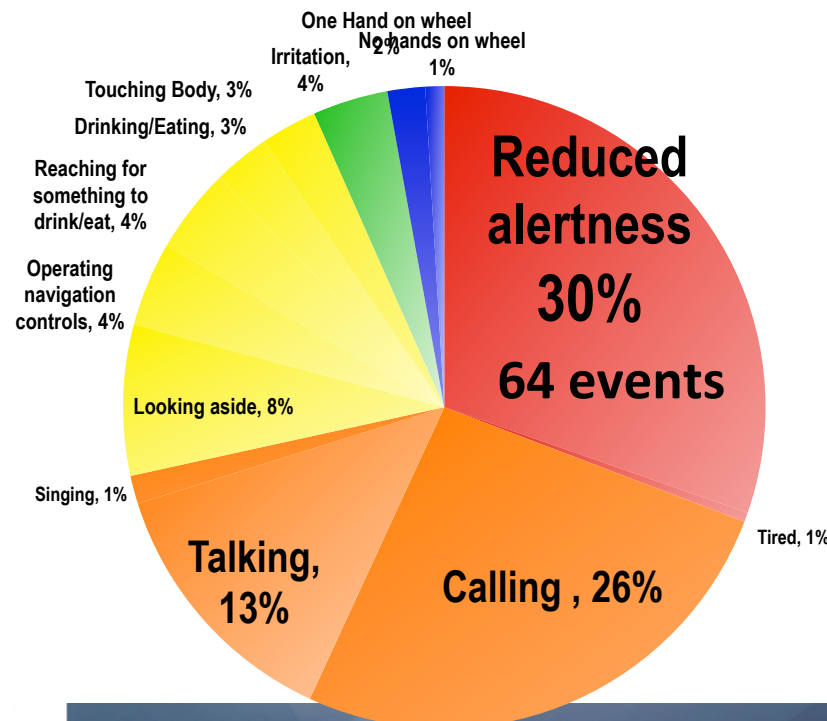 One Hand on wheel
2%
No hands on wheel
1%
Irritation,
4%
Touching Body, 3%
Drinking/Eating, 3%
Reaching for
something to
drink/eat, 4%
Operating
navigation
controls, 4%
Looking aside, 8%
Singing, 1%
Talking,
13%
Calling , 26%
Tired, 1%
Reduced
alertness
30%
64 events